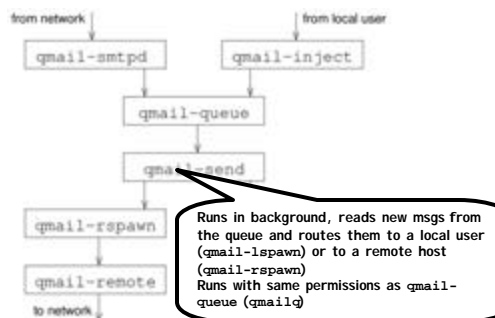 from network
from local user
qmail-smtpd
qmail-inject
qmail-queue
qmail-send
Runs in background, reads new msgs from
the queue and routes them to a local user
(qmail-lspawn) or to a remote host
(qmail-rspawn)
Runs with same permissions as qmail-
queue (qmailq)
qmail-rspawn
qmail-remote
to network